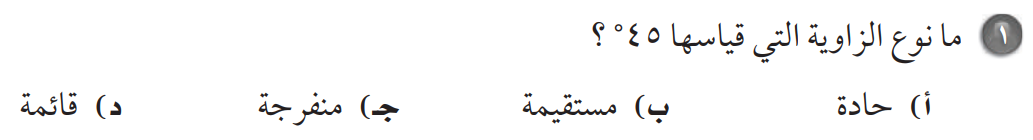 ١ ما نوع الزاوية التي قياسها ٤٥° ؟
أ) حادة ب) مستقيمة جـ) منفرجة د) قائمة